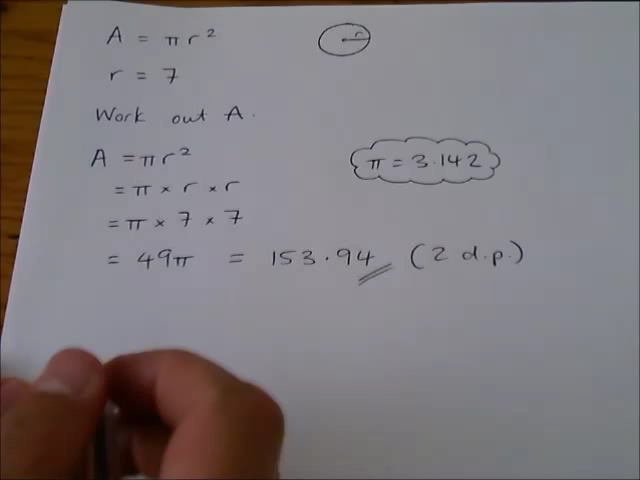 A = πr²
r
r = 7
Work out A.
A = πr²
π = 3.142
= π × r × r
= π × 7 × 7
= 49π = 153.94 (2 d.p.)